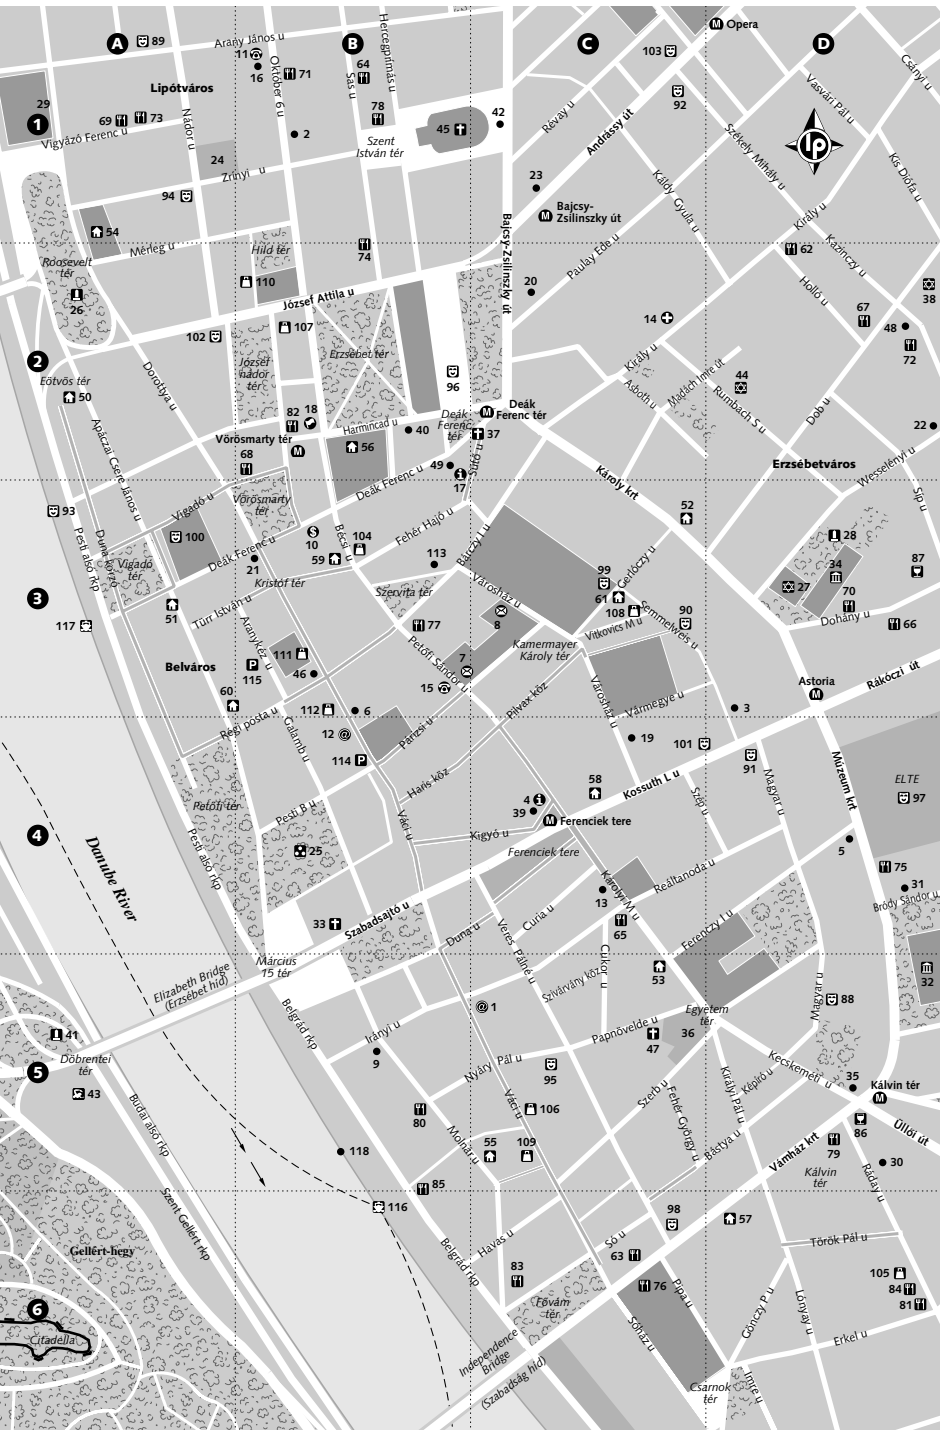 A
89
Arany János u
11
16
Október 6 u
71
B
64
Sas u
Hercegprímás u
C
103
Opera
92
D
Csányi u
Vasvári Pál u
29
1
Lipótváros
69
73
Vigyázó Ferenc u
Nádor u
78
2
Szent
István tér
45
42
Révay u
Andrássy út
Székely Mihály u
lp
Kis Diófa u
24
Zrínyi u
94
23
Káldy Gyula u
Bajcsy-
Zsilinszky út
Király u
Kazinczy u
54
Mérleg u
Hild tér
74
Bajcsy-Zsilinszky út
Paulay Ede u
62
Roosevelt
tér
26
110
József Attila u
20
Holló u
38
67
48
72
14
102
107
József
nádor
tér
Erzsébet tér
96
Király u
2
Eötvös tér
50
Dorottya u
Asboth u
Madách Imre út
44
Rumbach S u
Dob u
22
82
18
Harmincad u
40
Deák
Ferenc
tér
Deák
Ferenc tér
37
Vörösmarty tér
68
56
Apáczai Csere János u
49
17
Sütő u
Károly krt
Erzsébetváros
Wesselényi u
Síp u
Deák Ferenc u
93
Vigadó u
Vörösmarty
tér
52
28
Pesti alsó rkp
Duna korzó
Vigadó
tér
100
Deák Ferenc u
21
10
59
104
Bécsi u
Fehér Hajó u
113
Bárczy I u
Gerlóczy u
99
34
27
70
87
Kristóf tér
Szervita tér
Városház u
8
61
108
Semmelweis u
90
Vitkovics M u
Dohány u
66
3
117
51
Türr István u
Aranykéz u
77
Petőfi Sándor u
Kamermayer
Károly tér
7
15
Belváros
115
111
46
60
Városház u
Pilvax köz
Vármegye u
3
Astoria
Rákóczi út
Régi posta u
112
6
12
114
Galamb u
Párizsi u
19
101
91
Magyar u
Múzeum krt
ELTE
97
Petőfi tér
Pesti B u
Haris köz
58
Kossuth L u
Szép u
4
39
Ferenciek tere
Váci u
Kígyó u
Ferenciek tere
4
Danube River
Pesti alsó rkp
25
5
75
31
Bródy Sándor u
13
Károlyi M u
Reáltanoda u
33
Szabadsajtó u
65
Curia u
Duna u
Veres Pálné u
Ferenczy I u
Március
15 tér
Elizabeth Bridge
(Erzsébet híd)
Cukor u
Szivárvány köz
53
32
Magyar u
88
1
Belgrád rkp
Irányi u
Egyetem
tér
36
Papnövelde u
47
41
Döbrentei
tér
9
Nyáry Pál u
95
Kecskeméti u
Képíró u
35
Kálvin tér
5
43
Budai alsó rkp
80
Váci u
106
Szerb u
Fehér György u
Királyi Pál u
Bástya u
86
Üllői út
79
Vámház krt
Kálvin
tér
30
Ráday u
118
Molnár u
55
109
85
116
Szent Gellért rkp
98
57
Török Pál u
Gellért-hegy
Belgrád rkp
Havas u
83
Só u
63
76
Pipa u
Gönczy P u
Lónyay u
105
84
81
6
Citadella
Fővám
tér
Sóház u
Erkel u
Independence
Bridge
(Szabadság híd)
Csarnok
tér
Imre u